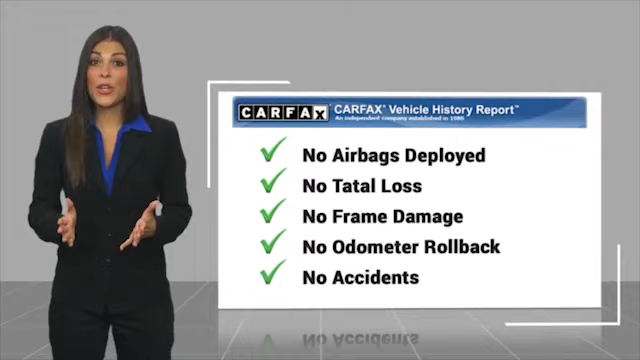 CARFAX CARFAX® Vehicle History Report™
An independent company established in 1986
No Airbags Deployed
No Tatal Loss
No Frame Damage
No Odometer Rollback
No Accidents